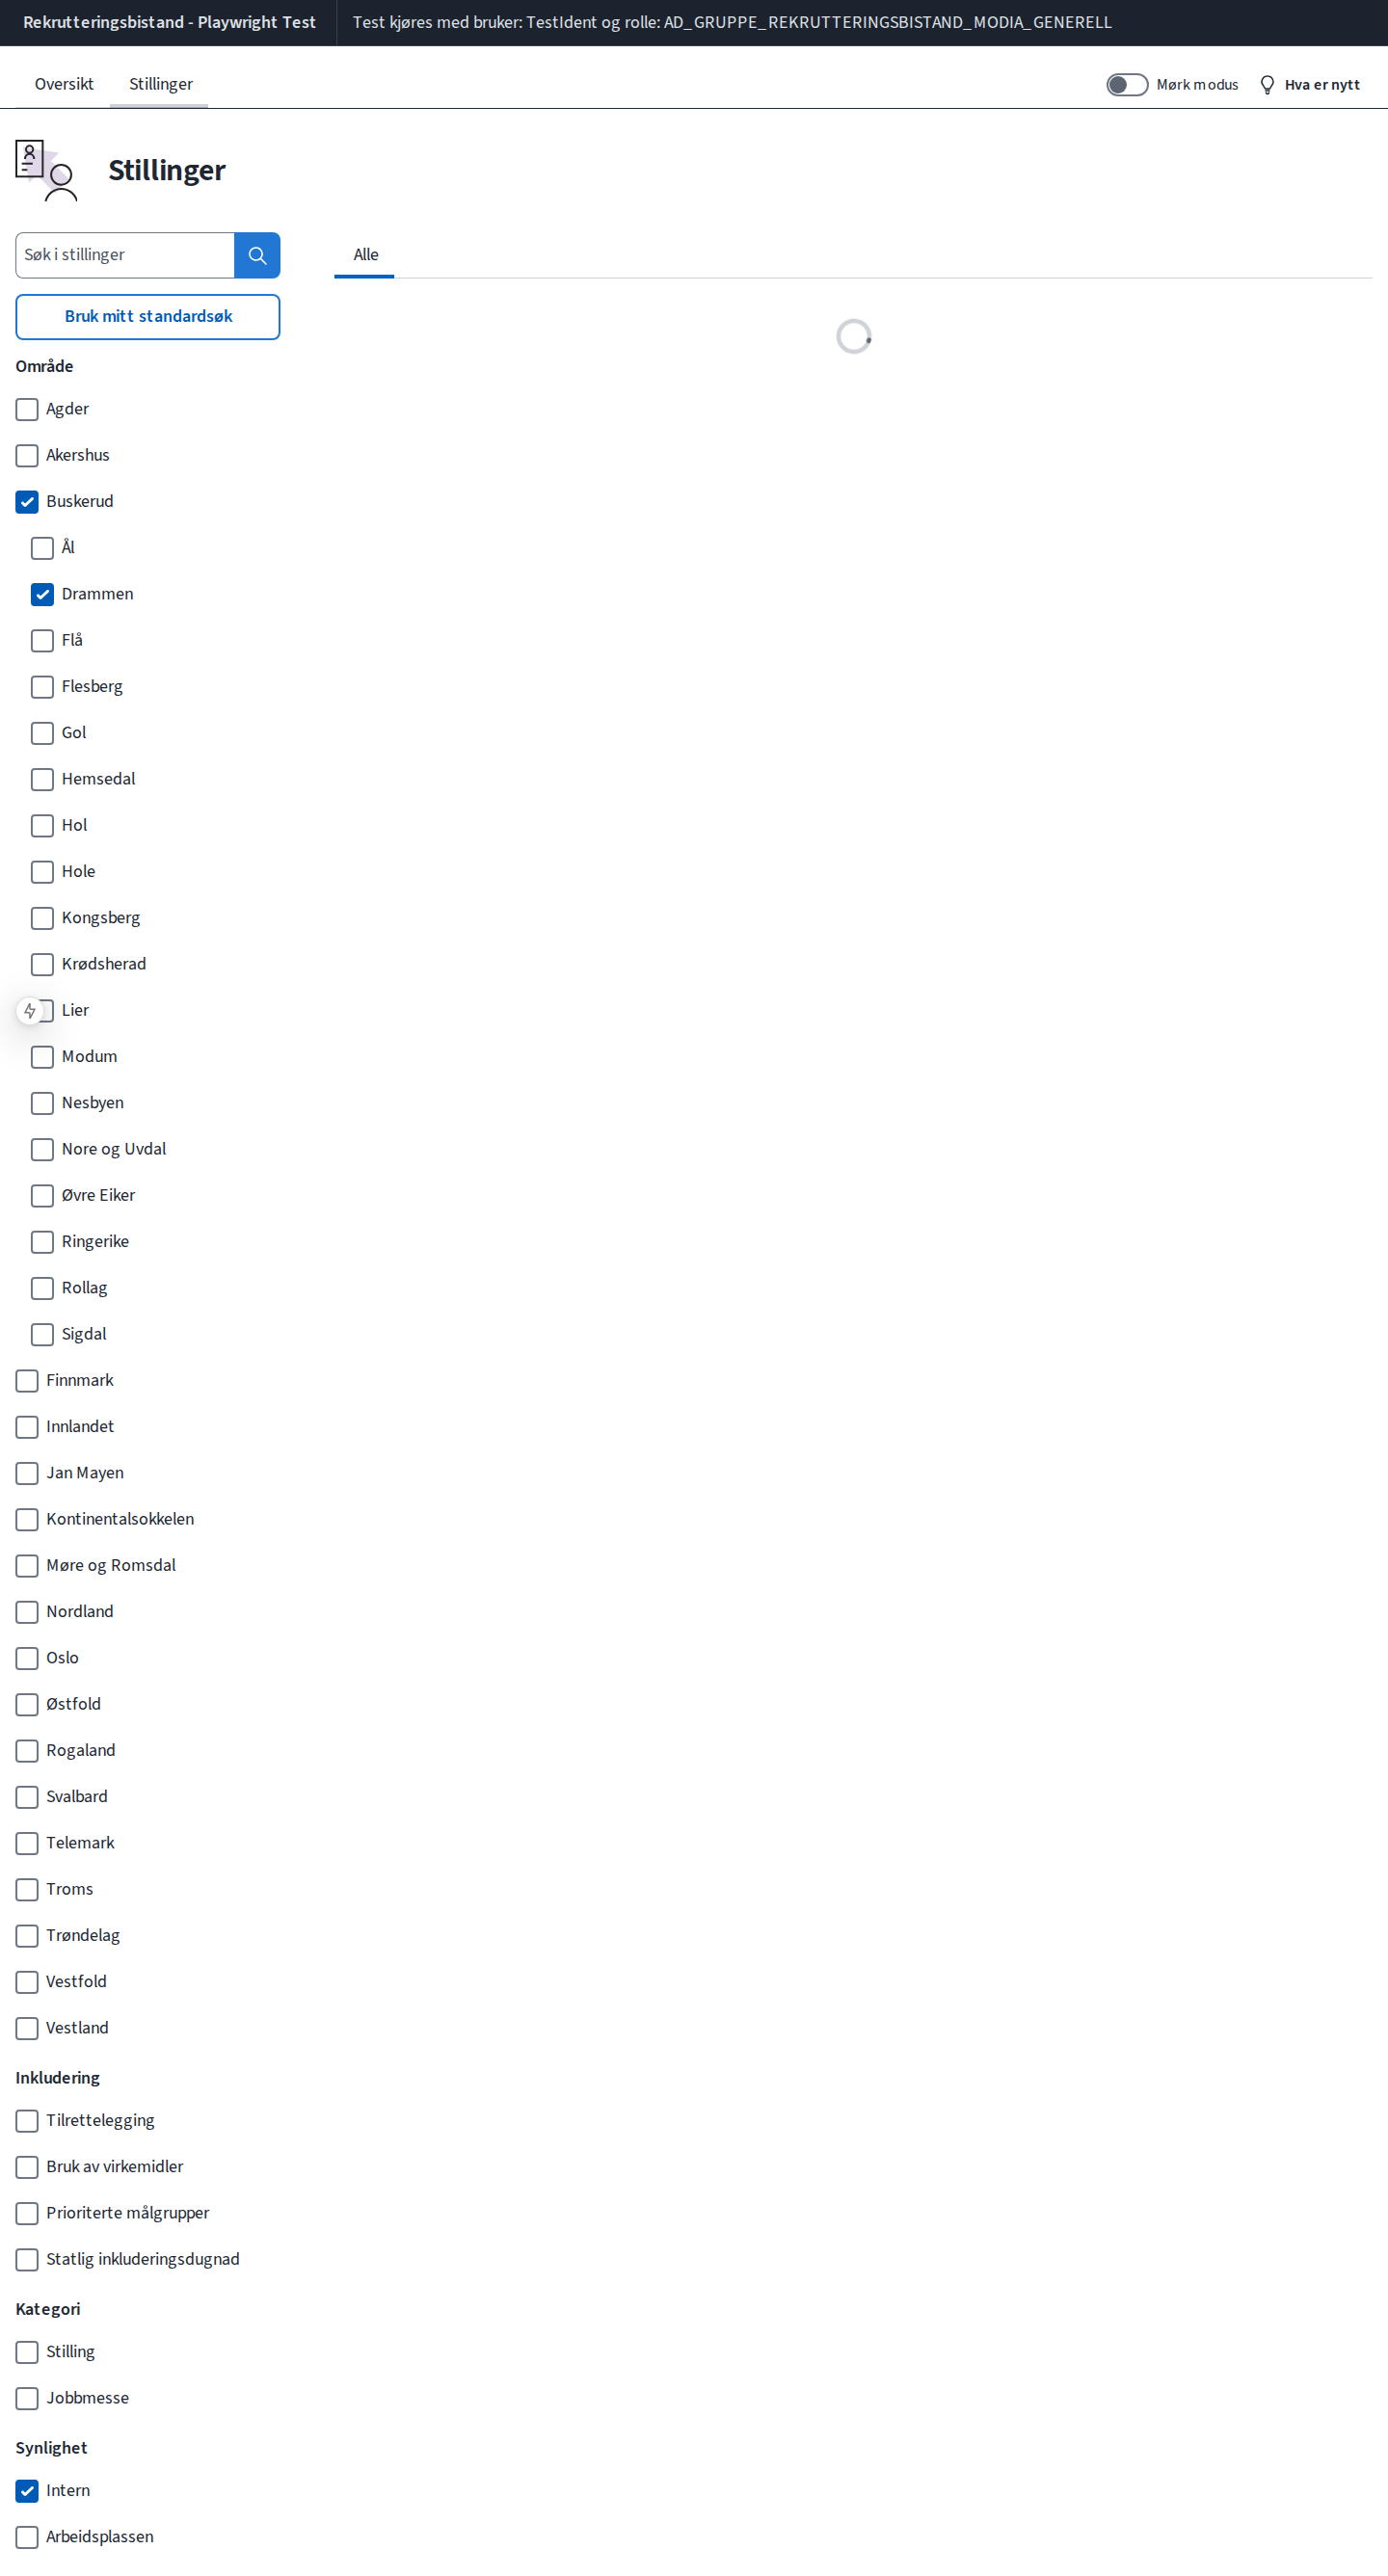 Rekrutteringsbistand - Playwright Test
Test kjøres med bruker: TestIdent og rolle: AD_GRUPPE_REKRUTTERINGSBISTAND_MODIA_GENERELL
Oversikt
Stillinger
Mørk modus
Hva er nytt
Stillinger
Søk i stillinger
Alle
Bruk mitt standardsøk
Område
Agder
Akershus
Buskerud
Ål
Drammen
Flå
Flesberg
Gol
Hemsedal
Hol
Hole
Kongsberg
Krødsherad
Lier
Modum
Nesbyen
Nore og Uvdal
Øvre Eiker
Ringerike
Rollag
Sigdal
Finnmark
Innlandet
Jan Mayen
Kontinentalsokkelen
Møre og Romsdal
Nordland
Oslo
Østfold
Rogaland
Svalbard
Telemark
Troms
Trøndelag
Vestfold
Vestland
Inkludering
Tilrettelegging
Bruk av virkemidler
Prioriterte målgrupper
Statlig inkluderingsdugnad
Kategori
Stilling
Jobbmesse
Synlighet
Intern
Arbeidsplassen